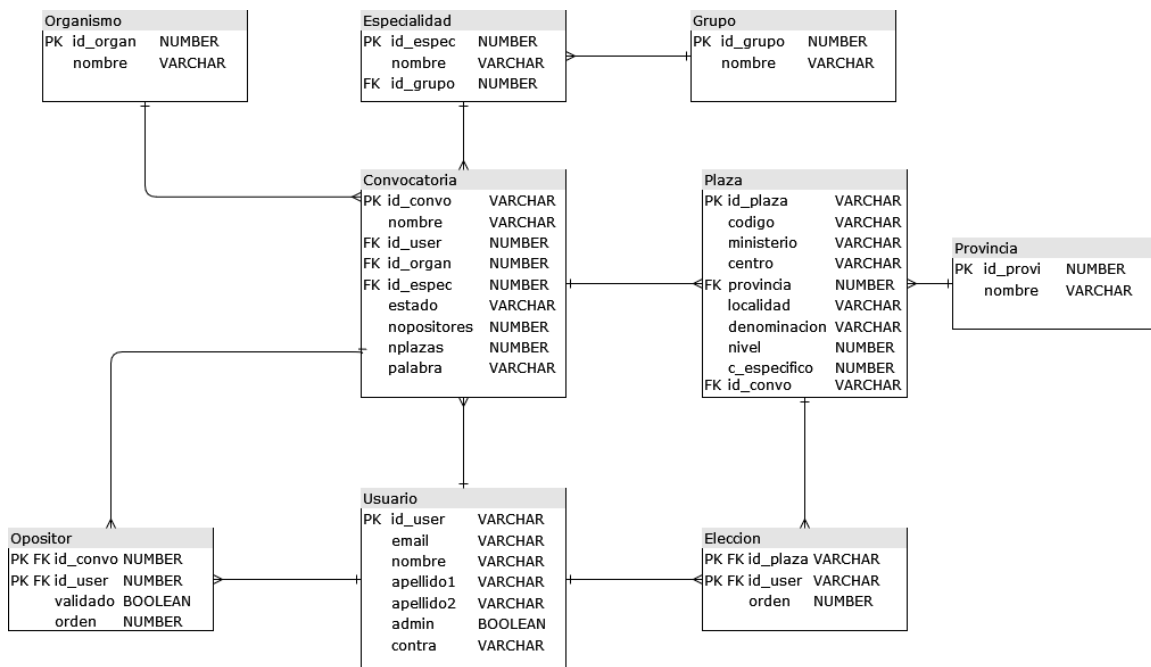 Organismo
PK id_organ NUMBER
nombre VARCHAR
Especialidad
PK id_espec NUMBER
nombre VARCHAR
FK id_grupo NUMBER
Grupo
PK id_grupo NUMBER
nombre VARCHAR
Convocatoria
PK id_convo VARCHAR
nombre VARCHAR
FK id_user NUMBER
FK id_organ NUMBER
FK id_espec NUMBER
estado VARCHAR
nopositores NUMBER
nplazas NUMBER
palabra VARCHAR
Plaza
PK id_plaza VARCHAR
codigo VARCHAR
ministerio VARCHAR
centro VARCHAR
FK provincia NUMBER
localidad VARCHAR
denominacion VARCHAR
nivel NUMBER
c_especifico NUMBER
FK id_convo VARCHAR
Provincia
PK id_provi NUMBER
nombre VARCHAR
Opositor
PK FK id_convo NUMBER
PK FK id_user NUMBER
validado BOOLEAN
orden NUMBER
Usuario
PK id_user VARCHAR
email VARCHAR
nombre VARCHAR
apellido1 VARCHAR
apellido2 VARCHAR
admin BOOLEAN
contra VARCHAR
Eleccion
PK FK id_plaza VARCHAR
PK FK id_user VARCHAR
orden NUMBER